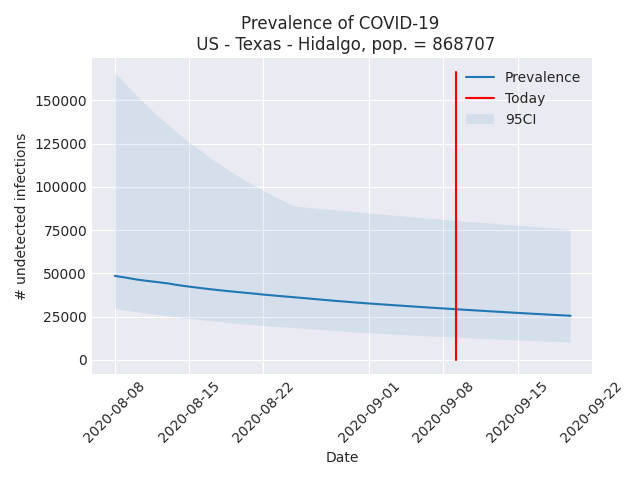 Prevalence of COVID-19
US - Texas - Hidalgo, pop. = 868707
Prevalence
Today
95CI
150000
125000
100000
75000
50000
25000
0
# undetected infections
2020-08-08
2020-08-15
2020-08-22
2020-09-01
2020-09-08
2020-09-15
2020-09-22
Date